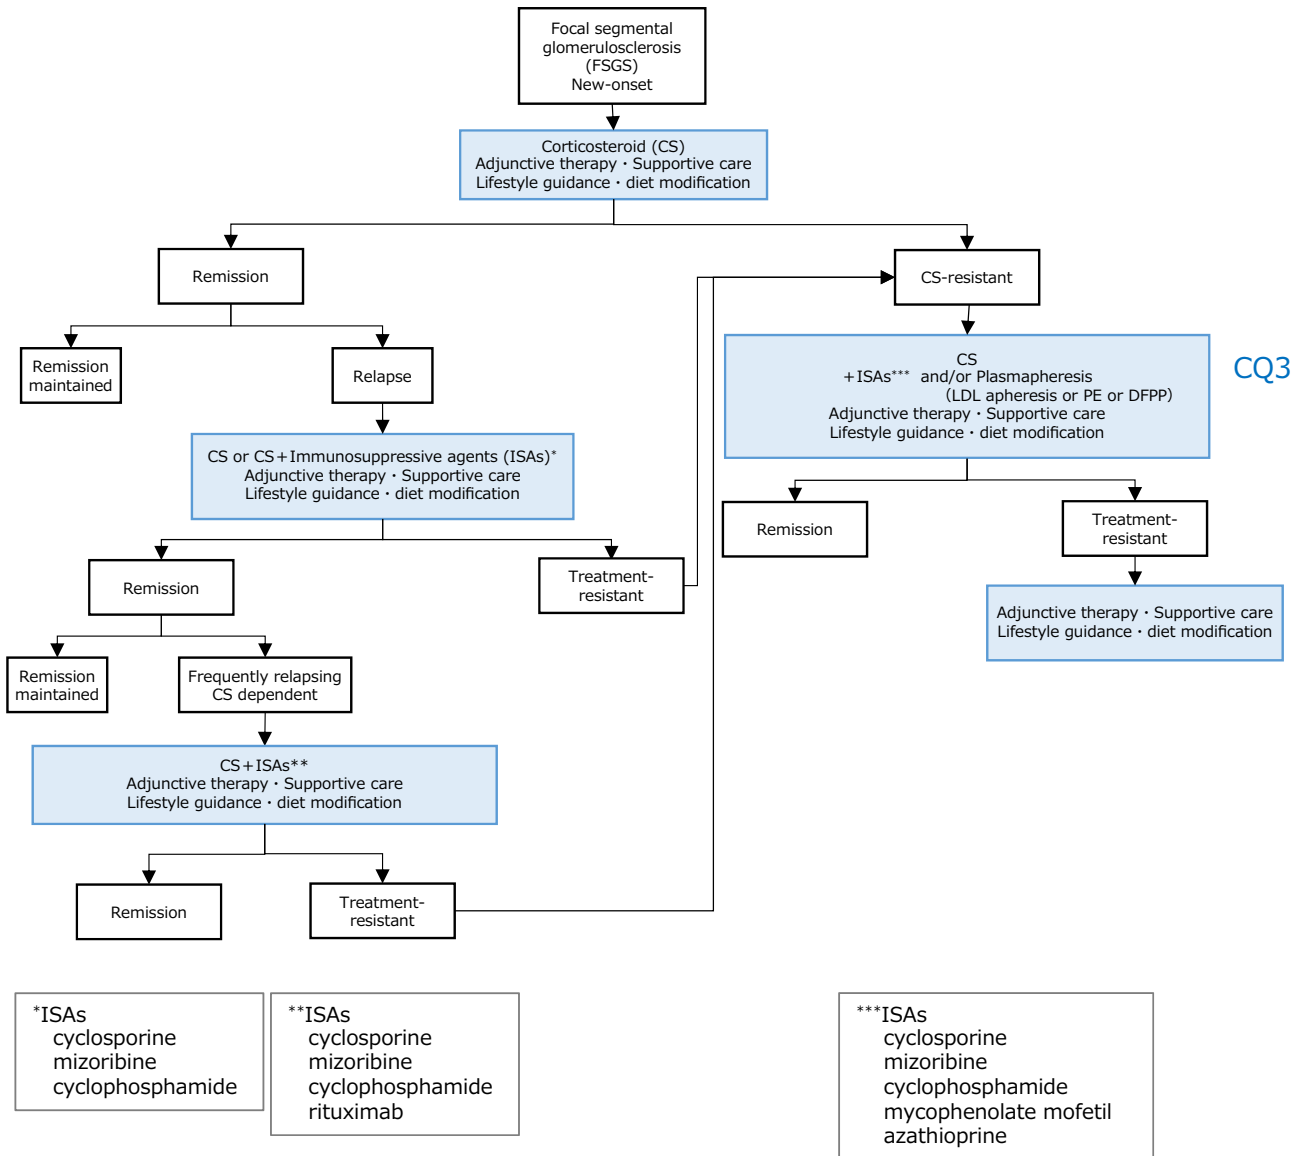 Focal segmental
glomerulosclerosis
(FSGS)
New-onset
Corticosteroid (CS)
Adjunctive therapy・Supportive care
Lifestyle guidance・diet modification
Remission
CS-resistant
Remission
maintained
Relapse
CS
+ISAs*** and/or Plasmapheresis
(LDL apheresis or PE or DFPP)
Adjunctive therapy・Supportive care
Lifestyle guidance・diet modification
CQ3
CS or CS+Immunosuppressive agents (ISAs)*
Adjunctive therapy・Supportive care
Lifestyle guidance・diet modification
Remission
Treatment-
resistant
Remission
Treatment-
resistant
Adjunctive therapy・Supportive care
Lifestyle guidance・diet modification
Remission
maintained
Frequently relapsing
CS dependent
CS+ISAs**
Adjunctive therapy・Supportive care
Lifestyle guidance・diet modification
Remission
Treatment-
resistant
*ISAs
cyclosporine
mizoribine
cyclophosphamide
**ISAs
cyclosporine
mizoribine
cyclophosphamide
rituximab
***ISAs
cyclosporine
mizoribine
cyclophosphamide
mycophenolate mofetil
azathioprine